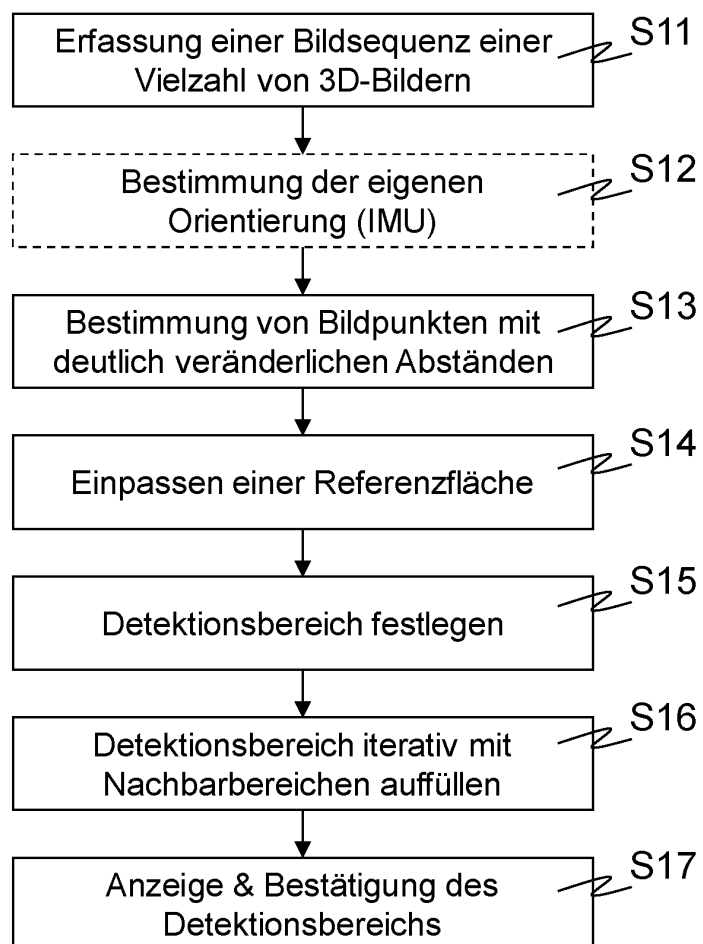 Erfassung einer Bildsequenz einer
Vielzahl von 3D-Bildern
S11
Bestimmung der eigenen
Orientierung (IMU)
S12
Bestimmung von Bildpunkten mit
deutlich veränderlichen Abständen
S13
Einpassen einer Referenzfläche
S14
Detektionsbereich festlegen
S15
Detektionsbereich iterativ mit
Nachbarbereichen auffüllen
S16
Anzeige & Bestätigung des
Detektionsbereichs
S17